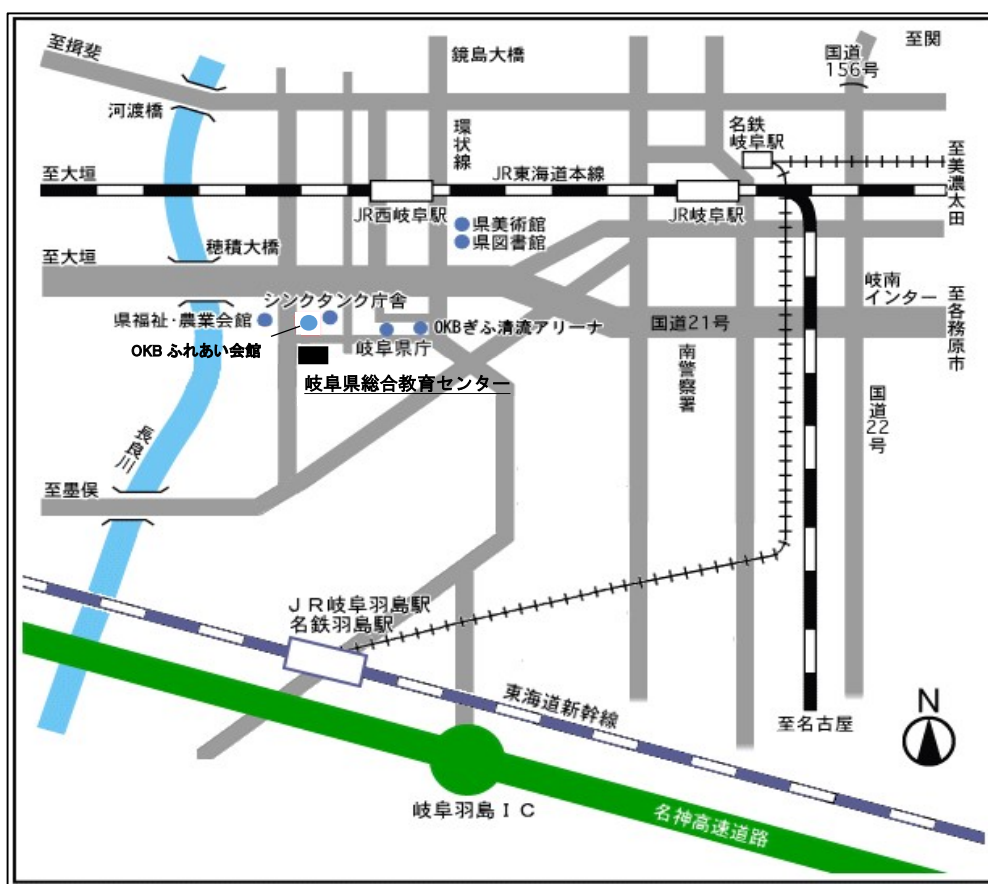 至揖斐
鏡島大橋
国道
156号
至関
河渡橋
環状線
名鉄
岐阜駅
至大垣
JR東海道本線
至美濃太田
JR西岐阜駅
JR岐阜駅
県美術館
県図書館
穂積大橋
至大垣
岐南
インター
至各務原市
シンクタンク庁舎
県福祉・農業会館
OKBぎふ清流アリーナ
国道21号
OKB ふれあい会館
岐阜県庁
南警察署
岐阜県総合教育センター
国道22号
長良川
至墨俣
JR岐阜羽島駅
名鉄羽島駅
東海道新幹線
至名古屋
N
岐阜羽島IC
名神高速道路